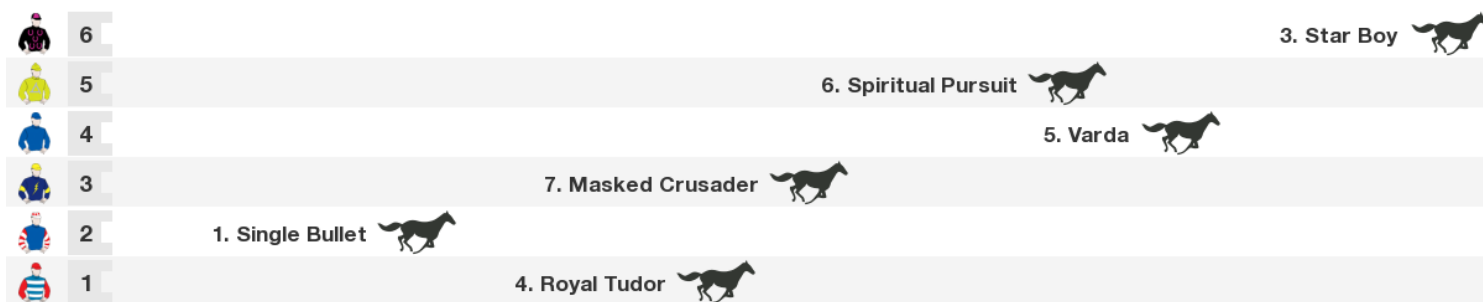 6 3. Star Boy
5 6. Spiritual Pursuit
4 5. Varda
3 7. Masked Crusader
2 1. Single Bullet
1 4. Royal Tudor